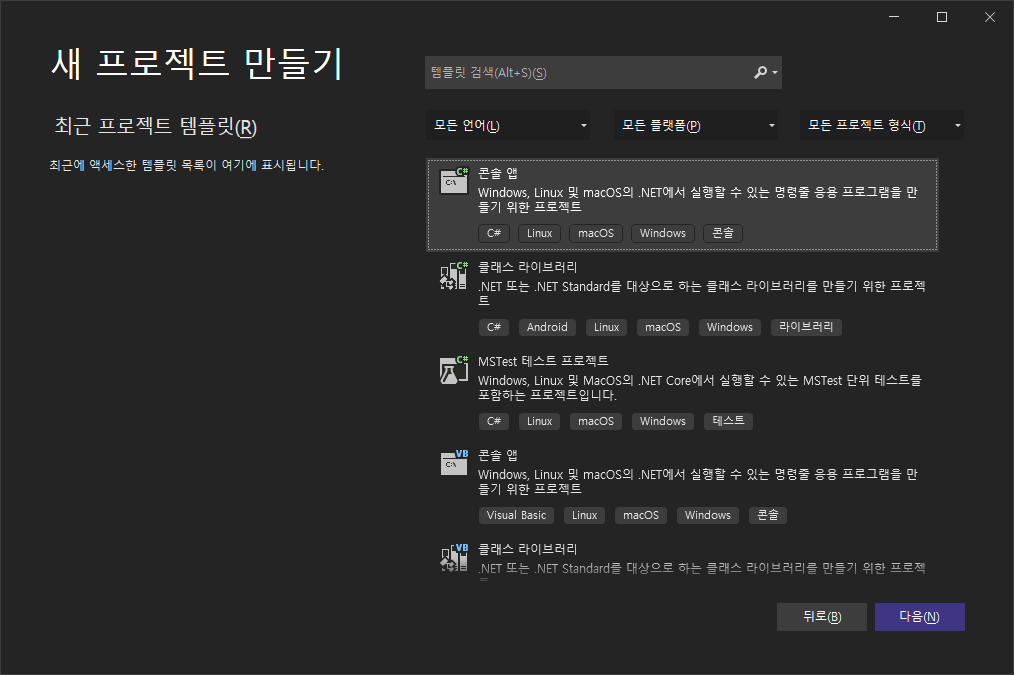 새 프로젝트 만들기
템플릿 검색(Alt+S)(S)
최근 프로젝트 템플릿(R)
모든 언어(L) 모든 플랫폼(P) 모든 프로젝트 형식(T)
최근에 액세스한 템플릿 목록이 여기에 표시됩니다.
C# 콘솔 앱
C:\ Windows, Linux 및 macOS의 .NET에서 실행할 수 있는 명령줄 응용 프로그램을 만
들기 위한 프로젝트
C# Linux macOS Windows 콘솔
C# 클래스 라이브러리
.NET 또는 .NET Standard를 대상으로 하는 클래스 라이브러리를 만들기 위한 프로젝
트
C# Android Linux macOS Windows 라이브러리
C# MSTest 테스트 프로젝트
Windows, Linux 및 MacOS의 .NET Core에서 실행할 수 있는 MSTest 단위 테스트를
포함하는 프로젝트입니다.
C# Linux macOS Windows 테스트
VB 콘솔 앱
C:\ Windows, Linux 및 macOS의 .NET에서 실행할 수 있는 명령줄 응용 프로그램을 만
들기 위한 프로젝트
Visual Basic Linux macOS Windows 콘솔
VB 클래스 라이브러리
.NET 또는 .NET Standard를 대상으로 하는 클래스 라이브러리를 만들기 위한 프로젝
뒤로(B) 다음(N)